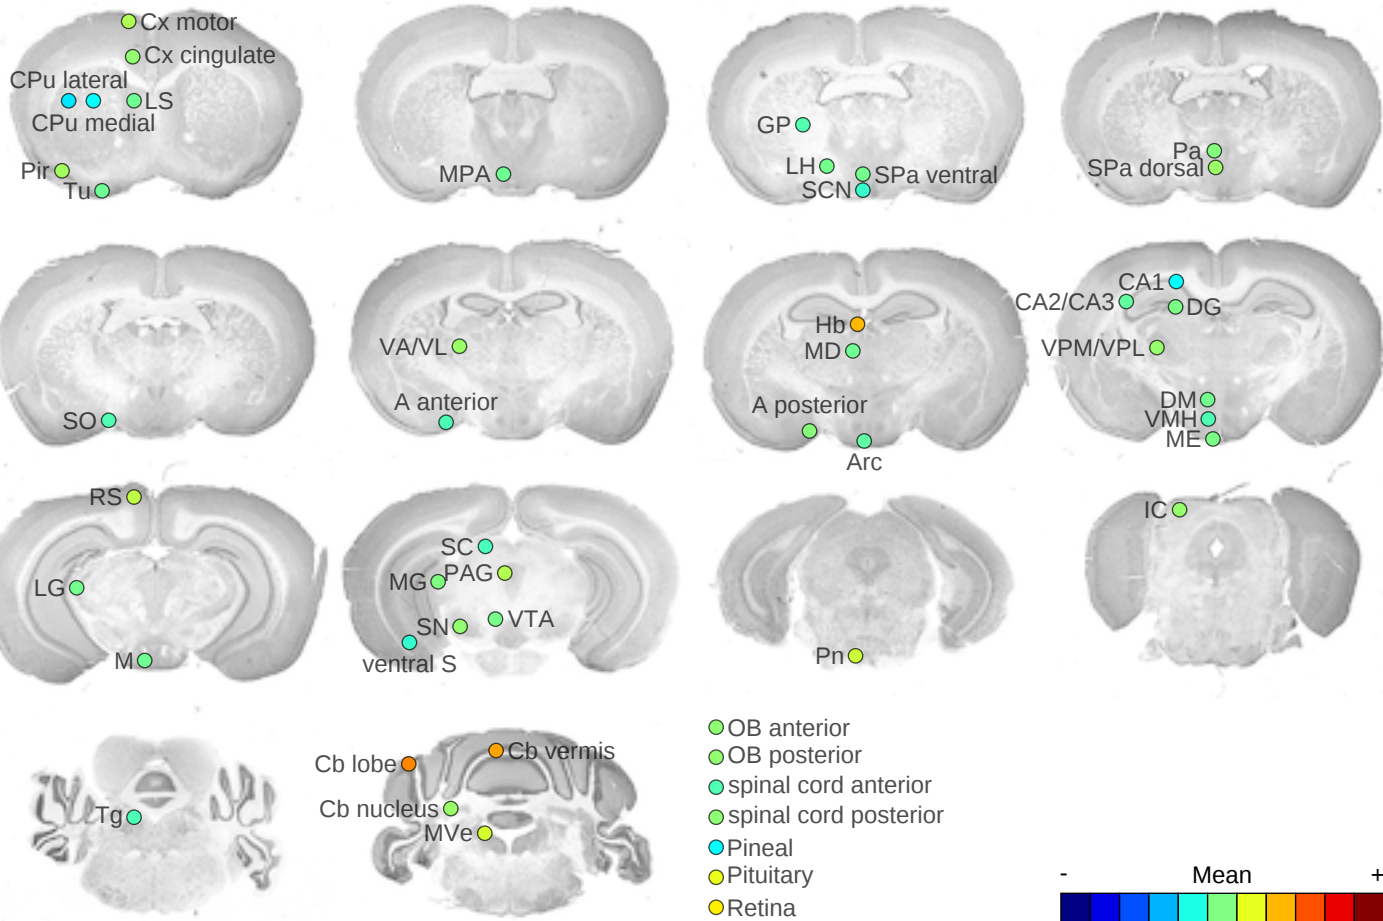 Cx motor
Cx cingulate
CPu lateral
LS
CPu medial
Pir
Tu
MPA
GP
LH
SPa ventral
SCN
Pa
SPa dorsal
SO
VA/VL
A anterior
Hb
MD
A posterior
Arc
CA1
CA2/CA3
DG
VPM/VPL
DM
VMH
ME
RS
LG
M
SC
PAG
MG
SN
VTA
ventral S
Pn
IC
Tg
Cb lobe
Cb vermis
Cb nucleus
MVe
OB anterior
OB posterior
spinal cord anterior
spinal cord posterior
Pineal
Pituitary
Retina
- Mean +